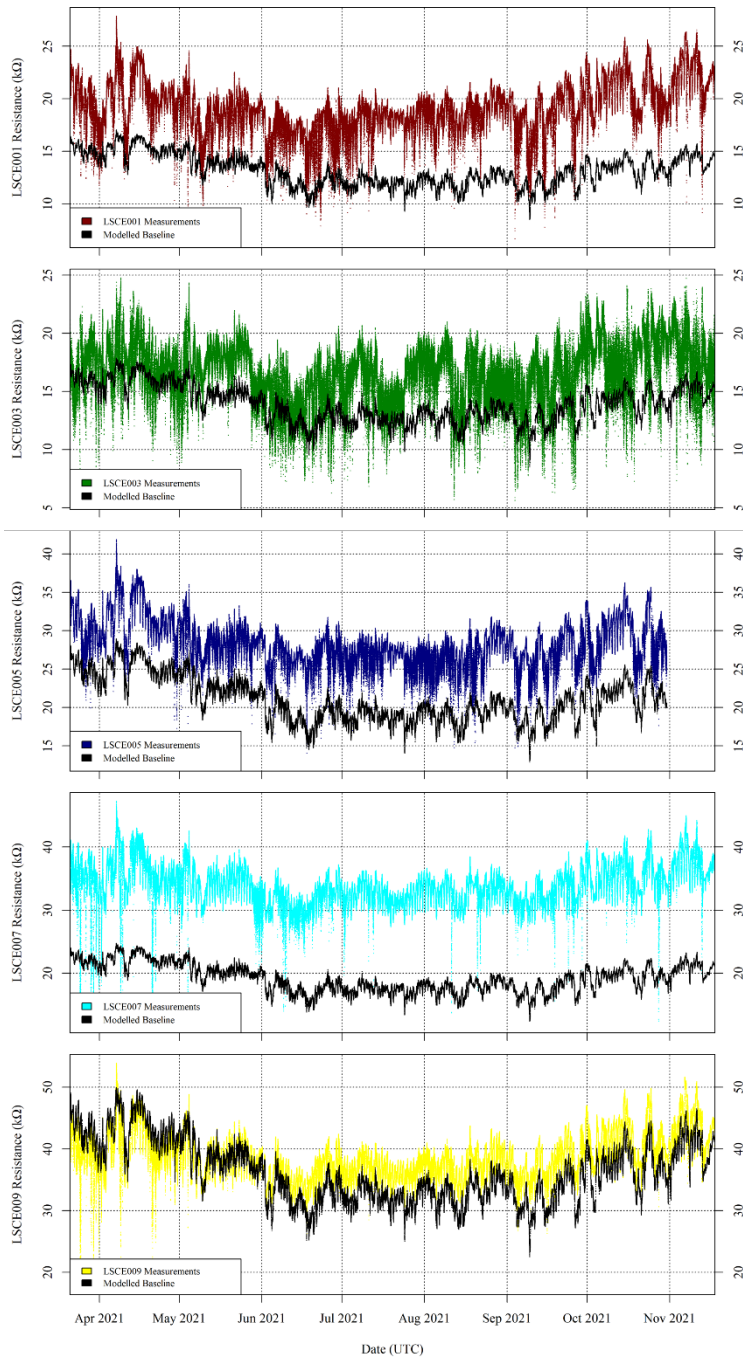 LSCE001 Resistance (kΩ)
25
20
15
10
25
20
15
10
LSCE001 Measurements
Modelled Baseline
LSCE003 Resistance (kΩ)
25
20
15
10
5
25
20
15
10
5
LSCE003 Measurements
Modelled Baseline
LSCE005 Resistance (kΩ)
40
35
30
25
20
15
40
35
30
25
20
15
LSCE005 Measurements
Modelled Baseline
LSCE007 Resistance (kΩ)
40
30
20
40
30
20
LSCE007 Measurements
Modelled Baseline
LSCE009 Resistance (kΩ)
50
40
30
20
50
40
30
20
LSCE009 Measurements
Modelled Baseline
Apr 2021 May 2021 Jun 2021 Jul 2021 Aug 2021 Sep 2021 Oct 2021 Nov 2021
Date (UTC)